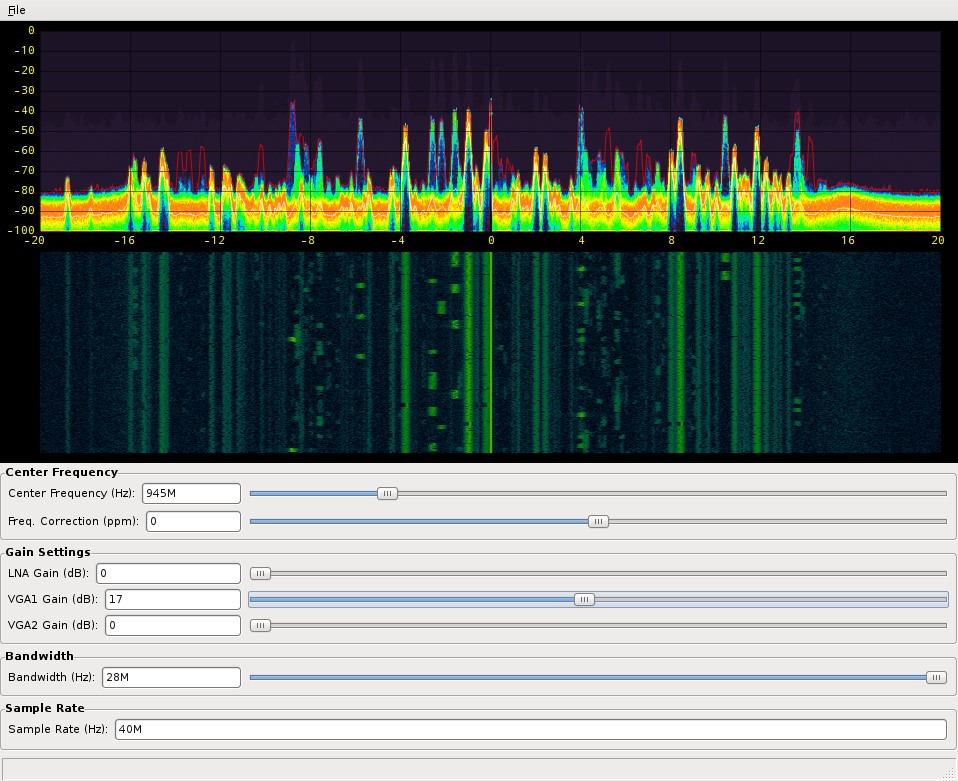 File
0
-10
-20
-30
-40
-50
-60
-70
-80
-90
-100
-20 -16 -12 -8 -4 0 4 8 12 16 20
Center Frequency
Center Frequency (Hz): 945M
Freq. Correction (ppm): 0
Gain Settings
LNA Gain (dB): 0
VGA1 Gain (dB): 17
VGA2 Gain (dB): 0
Bandwidth
Bandwidth (Hz): 28M
Sample Rate
Sample Rate (Hz): 40M